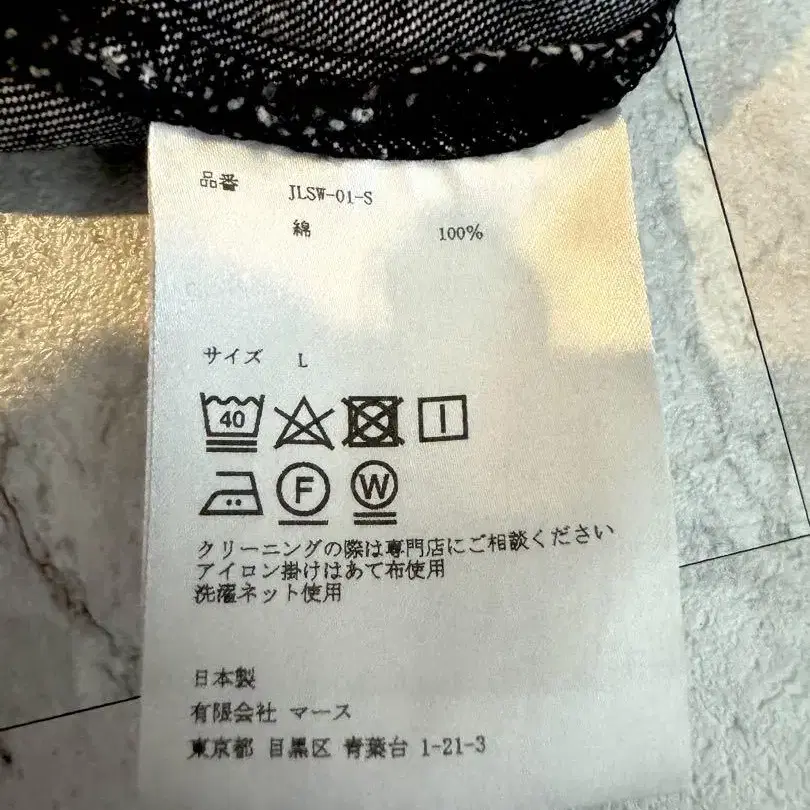 品番 JLSW-01-S
綿 100%
サイズ L
40
F W
クリーニングの際は専門店にご相談ください
アイロン掛けはあて布使用
洗濯ネット使用
日本製
有限会社 マース
東京都 目黒区 青葉台 1-21-3